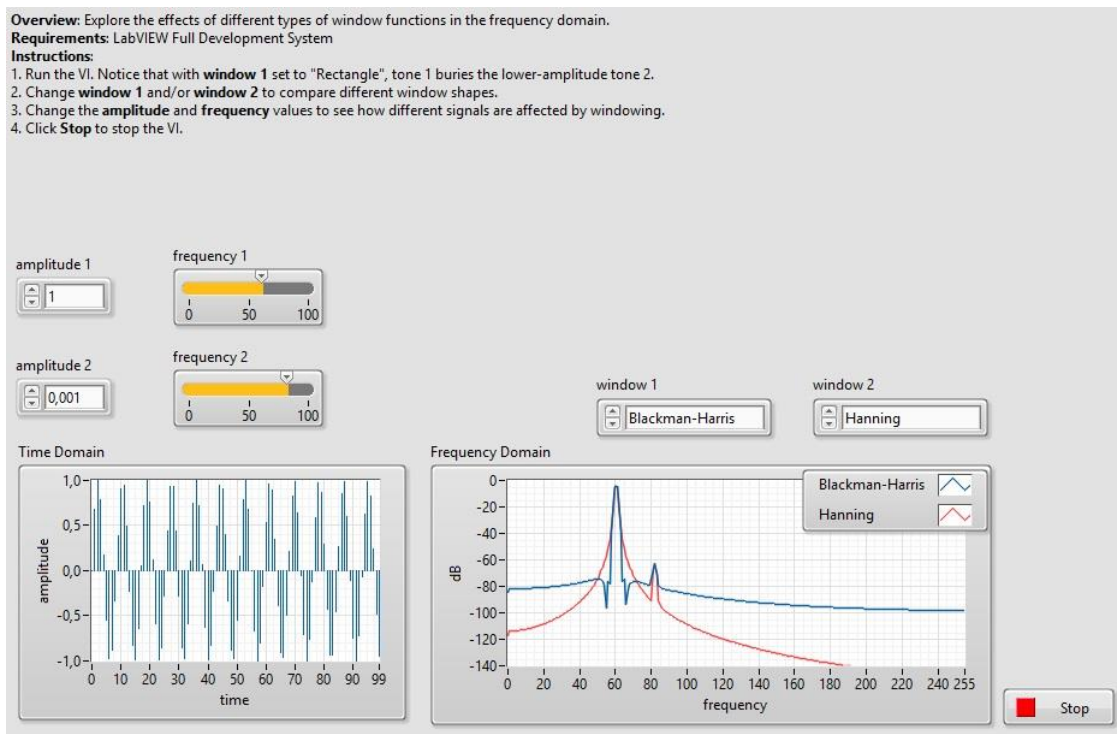 Overview: Explore the effects of different types of window functions in the frequency domain.
Requirements: LabVIEW Full Development System
Instructions:
1. Run the VI. Notice that with window 1 set to "Rectangle", tone 1 buries the lower-amplitude tone 2.
2. Change window 1 and/or window 2 to compare different window shapes.
3. Change the amplitude and frequency values to see how different signals are affected by windowing.
4. Click Stop to stop the VI.
amplitude 1
1
frequency 1
0 50 100
amplitude 2
0,001
frequency 2
0 50 100
window 1
Blackman-Harris
window 2
Hanning
Time Domain
1,0
0,5
0,0
-0,5
-1,0
amplitude
0 10 20 30 40 50 60 70 80 90 99
time
Frequency Domain
Blackman-Harris
Hanning
0
-20
-40
-60
-80
-100
-120
-140
dB
0 20 40 60 80 100 120 140 160 180 200 220 240 255
frequency
Stop